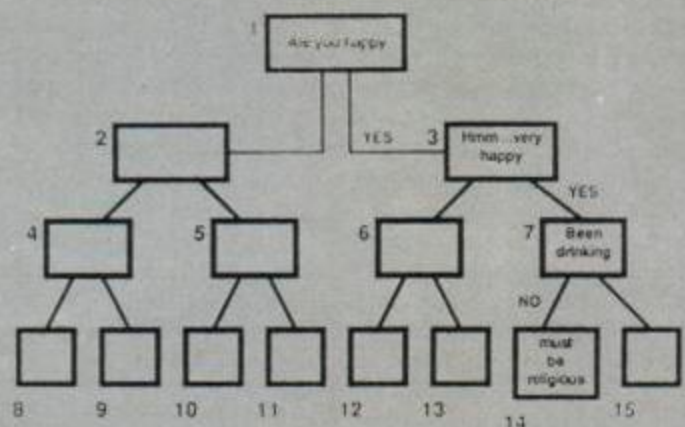 1
Are you happy
2
YES
3
Hmm...very
happy
YES
4
5
6
7
Been
drinking
NO
must
be
religious
8
9
10
11
12
13
14
15